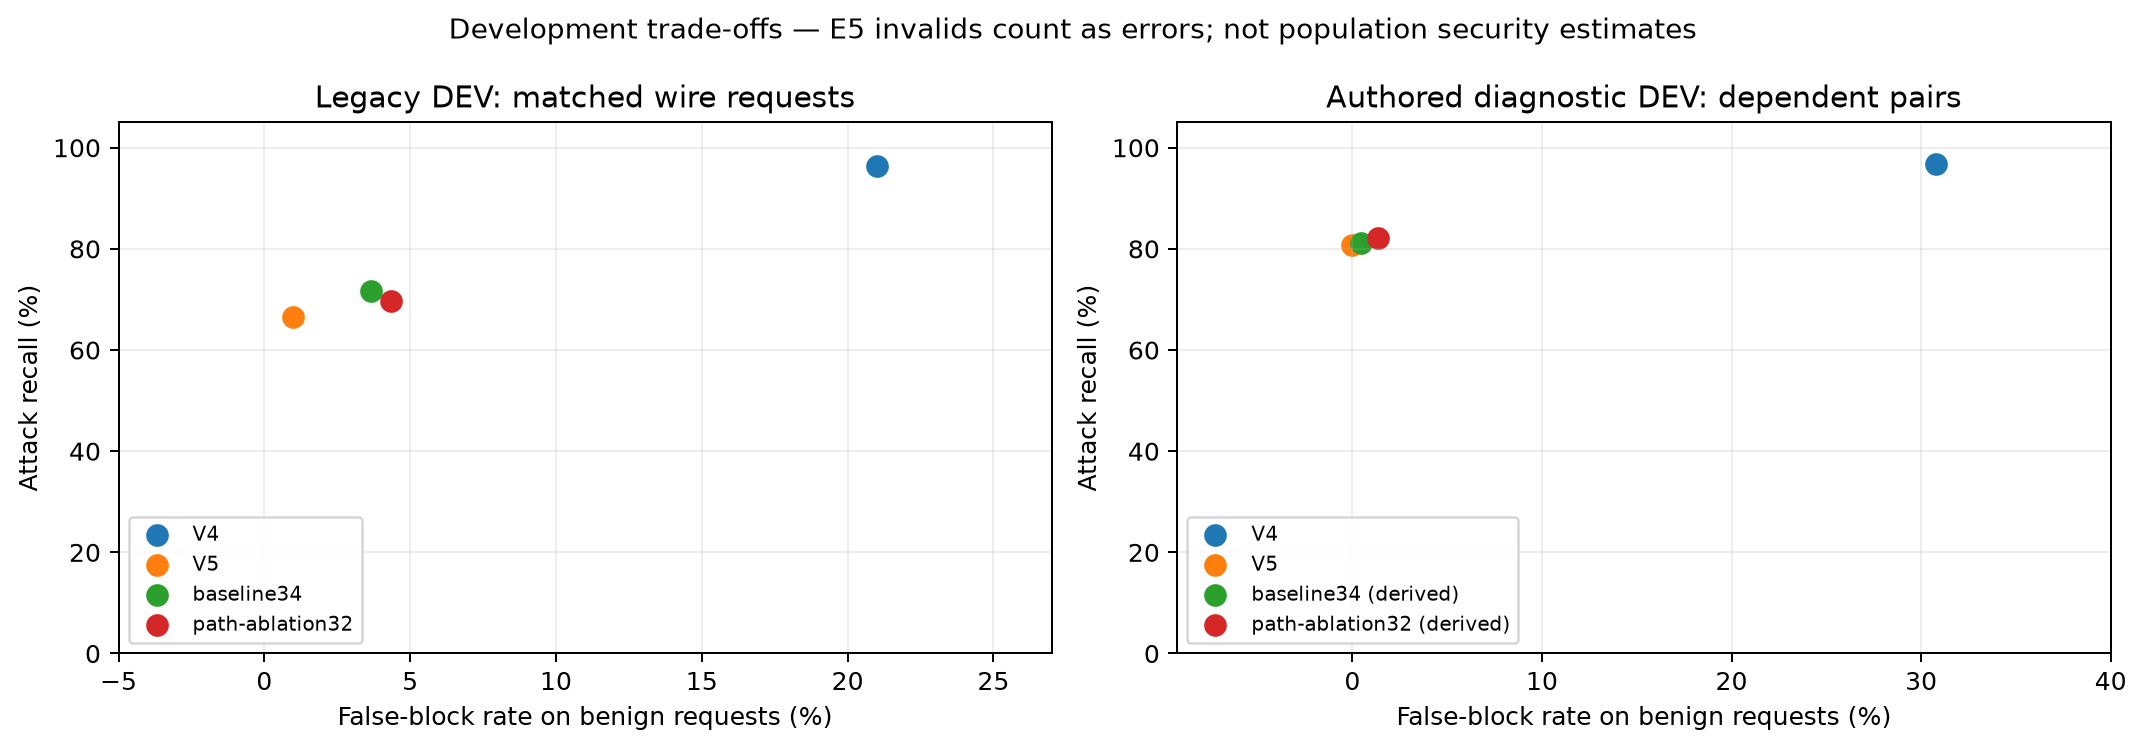 Development trade-offs — E5 invalids count as errors; not population security estimates
Legacy DEV: matched wire requests
100
80
60
40
20
0
Attack recall (%)
V4
V5
baseline34
path-ablation32
−5 0 5 10 15 20 25
False-block rate on benign requests (%)
Authored diagnostic DEV: dependent pairs
100
80
60
40
20
0
Attack recall (%)
V4
V5
baseline34 (derived)
path-ablation32 (derived)
0 10 20 30 40
False-block rate on benign requests (%)